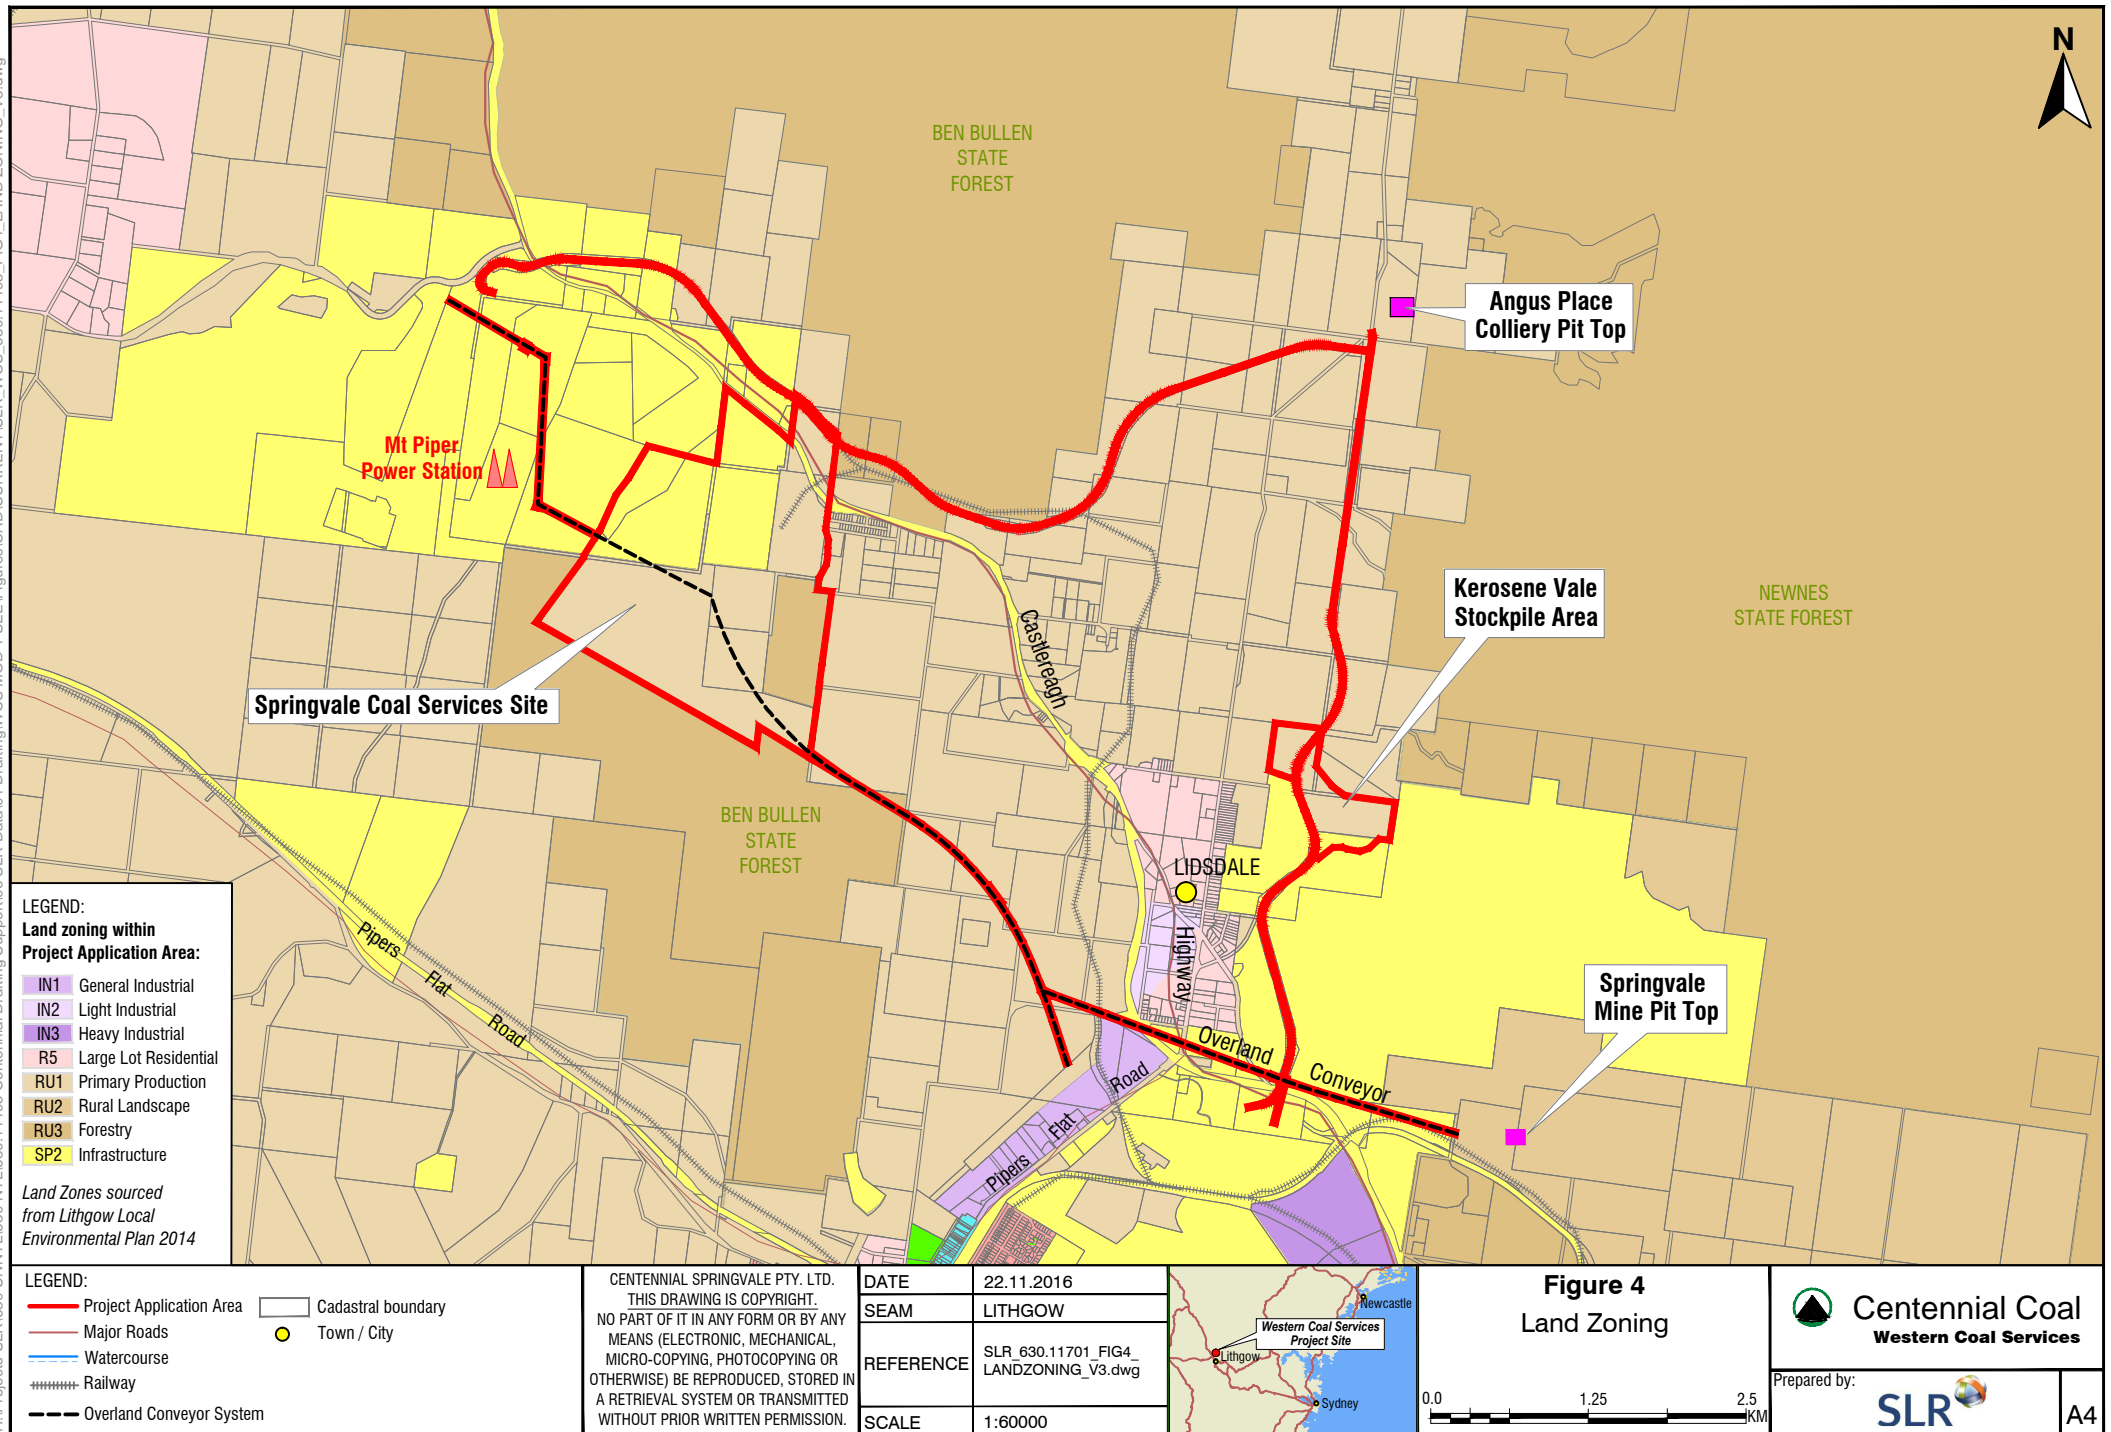 N
BEN BULLEN
STATE
FOREST
Angus Place
Colliery Pit Top
Mt Piper
Power Station
Kerosene Vale
Stockpile Area
NEWNES
STATE FOREST
Castlereagh
Springvale Coal Services Site
BEN BULLEN
STATE
FOREST
LIDSDALE
Highway
Pipers
Flat
Road
Springvale
Mine Pit Top
Overland
Conveyor
Road
Flat
Pipers
LEGEND:
Land zoning within
Project Application Area:
IN1 General Industrial
IN2 Light Industrial
IN3 Heavy Industrial
R5 Large Lot Residential
RU1 Primary Production
RU2 Rural Landscape
RU3 Forestry
SP2 Infrastructure
Land Zones sourced
from Lithgow Local
Environmental Plan 2014
LEGEND:
Project Application Area
Major Roads
Watercourse
Railway
Overland Conveyor System
Cadastral boundary
Town / City
CENTENNIAL SPRINGVALE PTY. LTD.
THIS DRAWING IS COPYRIGHT.
NO PART OF IT IN ANY FORM OR BY ANY
MEANS (ELECTRONIC, MECHANICAL,
MICRO-COPYING, PHOTOCOPYING OR
OTHERWISE) BE REPRODUCED, STORED IN
A RETRIEVAL SYSTEM OR TRANSMITTED
WITHOUT PRIOR WRITTEN PERMISSION.
DATE 22.11.2016
SEAM LITHGOW
REFERENCE SLR_630.11701_FIG4_
LANDZONING_V3.dwg
SCALE 1:60000
Newcastle
Western Coal Services
Project Site
Lithgow
Sydney
Figure 4
Land Zoning
0.0 1.25 2.5
KM
Centennial Coal
Western Coal Services
Prepared by:
SLR
A4